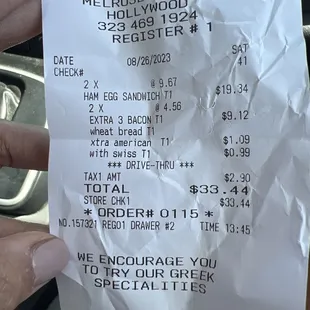 HOLLYWOOD
323 469 1924
REGISTER # 1
DATE 08/26/2023 SAT
CHECK# 41
2 X @ 9.67
HAM EGG SANDWICH T1 $19.34
2 X @ 4.56
EXTRA 3 BACON T1 $9.12
wheat bread T1
xtra american T1 $1.09
with swiss T1 $0.99
*** DRIVE-THRU ***
TAX1 AMT $2.90
TOTAL $33.44
STORE CHK1 $33.44
* ORDER# 0115 *
NO.157321 REG01 DRAWER #2 TIME 13:45
WE ENCOURAGE YOU
TO TRY OUR GREEK
SPECIALITIES